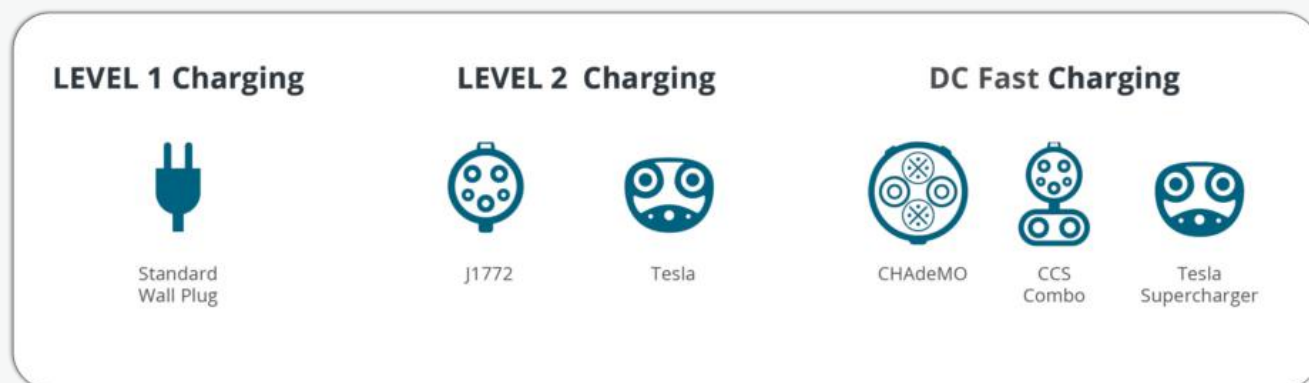 LEVEL 1 Charging
LEVEL 2 Charging
DC Fast Charging
Standard
Wall Plug
J1772
Tesla
CHAdeMO
CCS
Combo
Tesla
Supercharger